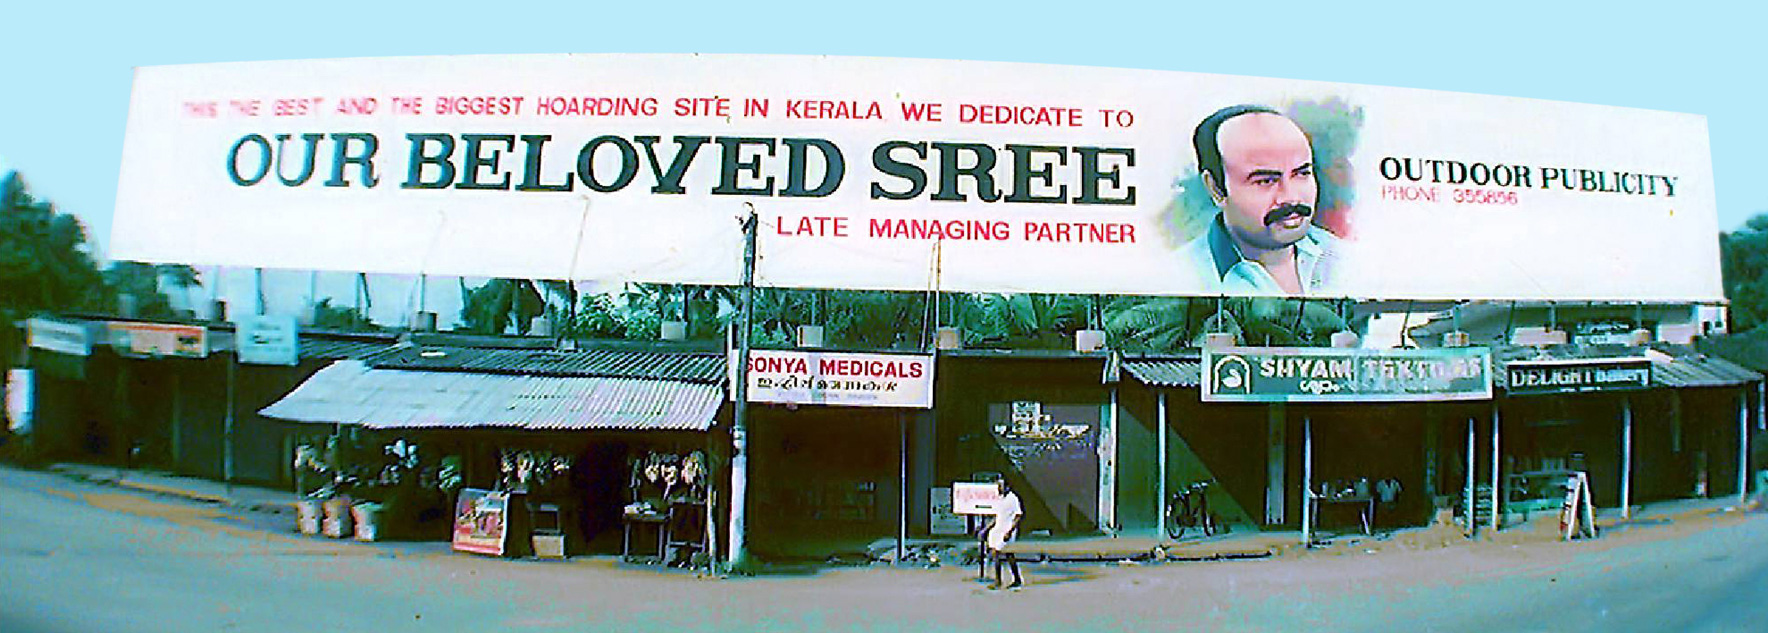 THIS THE BEST AND THE BIGGEST HOARDING SITE IN KERALA WE DEDICATE TO
OUR BELOVED SREE
LATE MANAGING PARTNER
OUTDOOR PUBLICITY
PHONE 355856
SONYA MEDICALS
SHYAM TEXTILES
DELIGHT Bakery